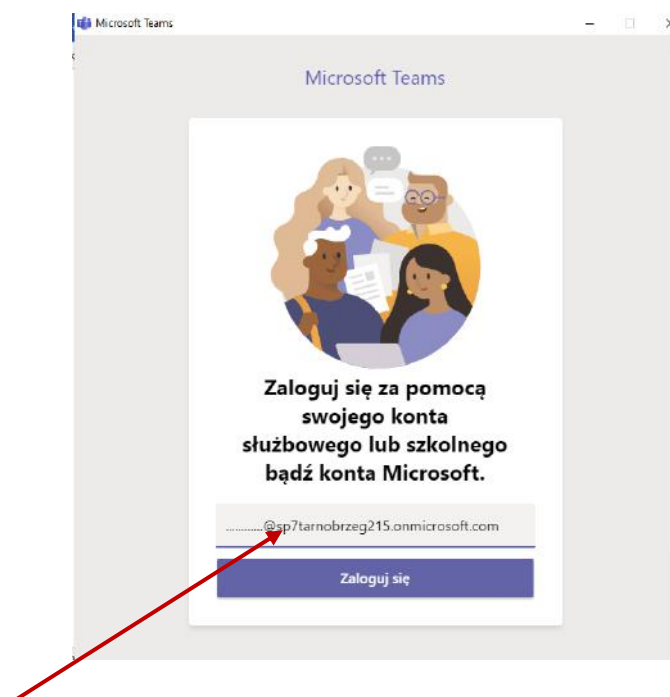 Microsoft Teams
Microsoft Teams
Zaloguj się za pomocą
swojego konta
służbowego lub szkolnego
bądź konta Microsoft.
..............@sp7tarnobrzeg215.onmicrosoft.com
Zaloguj się